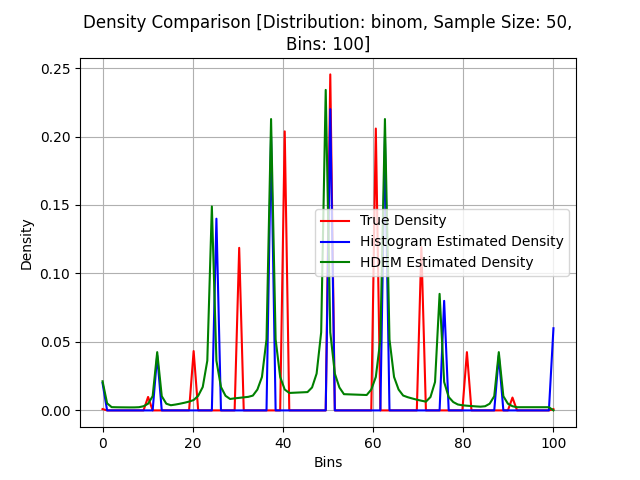 Density Comparison [Distribution: binom, Sample Size: 50,
Bins: 100]
0.25
0.20
0.15
0.10
0.05
0.00
Density
True Density
Histogram Estimated Density
HDEM Estimated Density
0 20 40 60 80 100
Bins